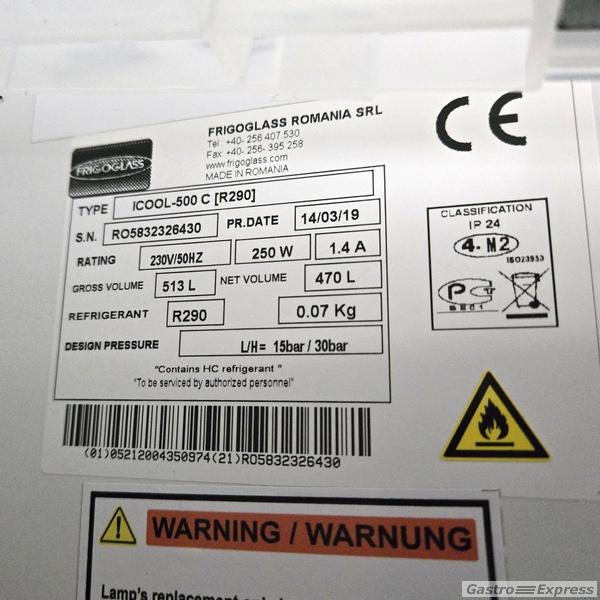 FRIGOGLASS ROMANIA SRL
Tel : +40- 256.407.530
Fax: +40- 256- 395.258
www.frigoglass.com
MADE IN ROMANIA
FRIGOGLASS
CE
TYPE ICOOL-500 C [R290]
S.N. RO5832326430 PR.DATE 14/03/19
RATING 230V/50HZ 250 W 1.4 A
GROSS VOLUME 513 L NET VOLUME 470 L
REFRIGERANT R290 0.07 Kg
DESIGN PRESSURE L/H= 15bar / 30bar
"Contains HC refrigerant "
"To be serviced by authorized personnel"
CLASSIFICATION
IP 24
4- M2
ISO23953
(01)05212004350974(21)RO5832326430
WARNING / WARNUNG
Lamp's replacement
Gastro Express